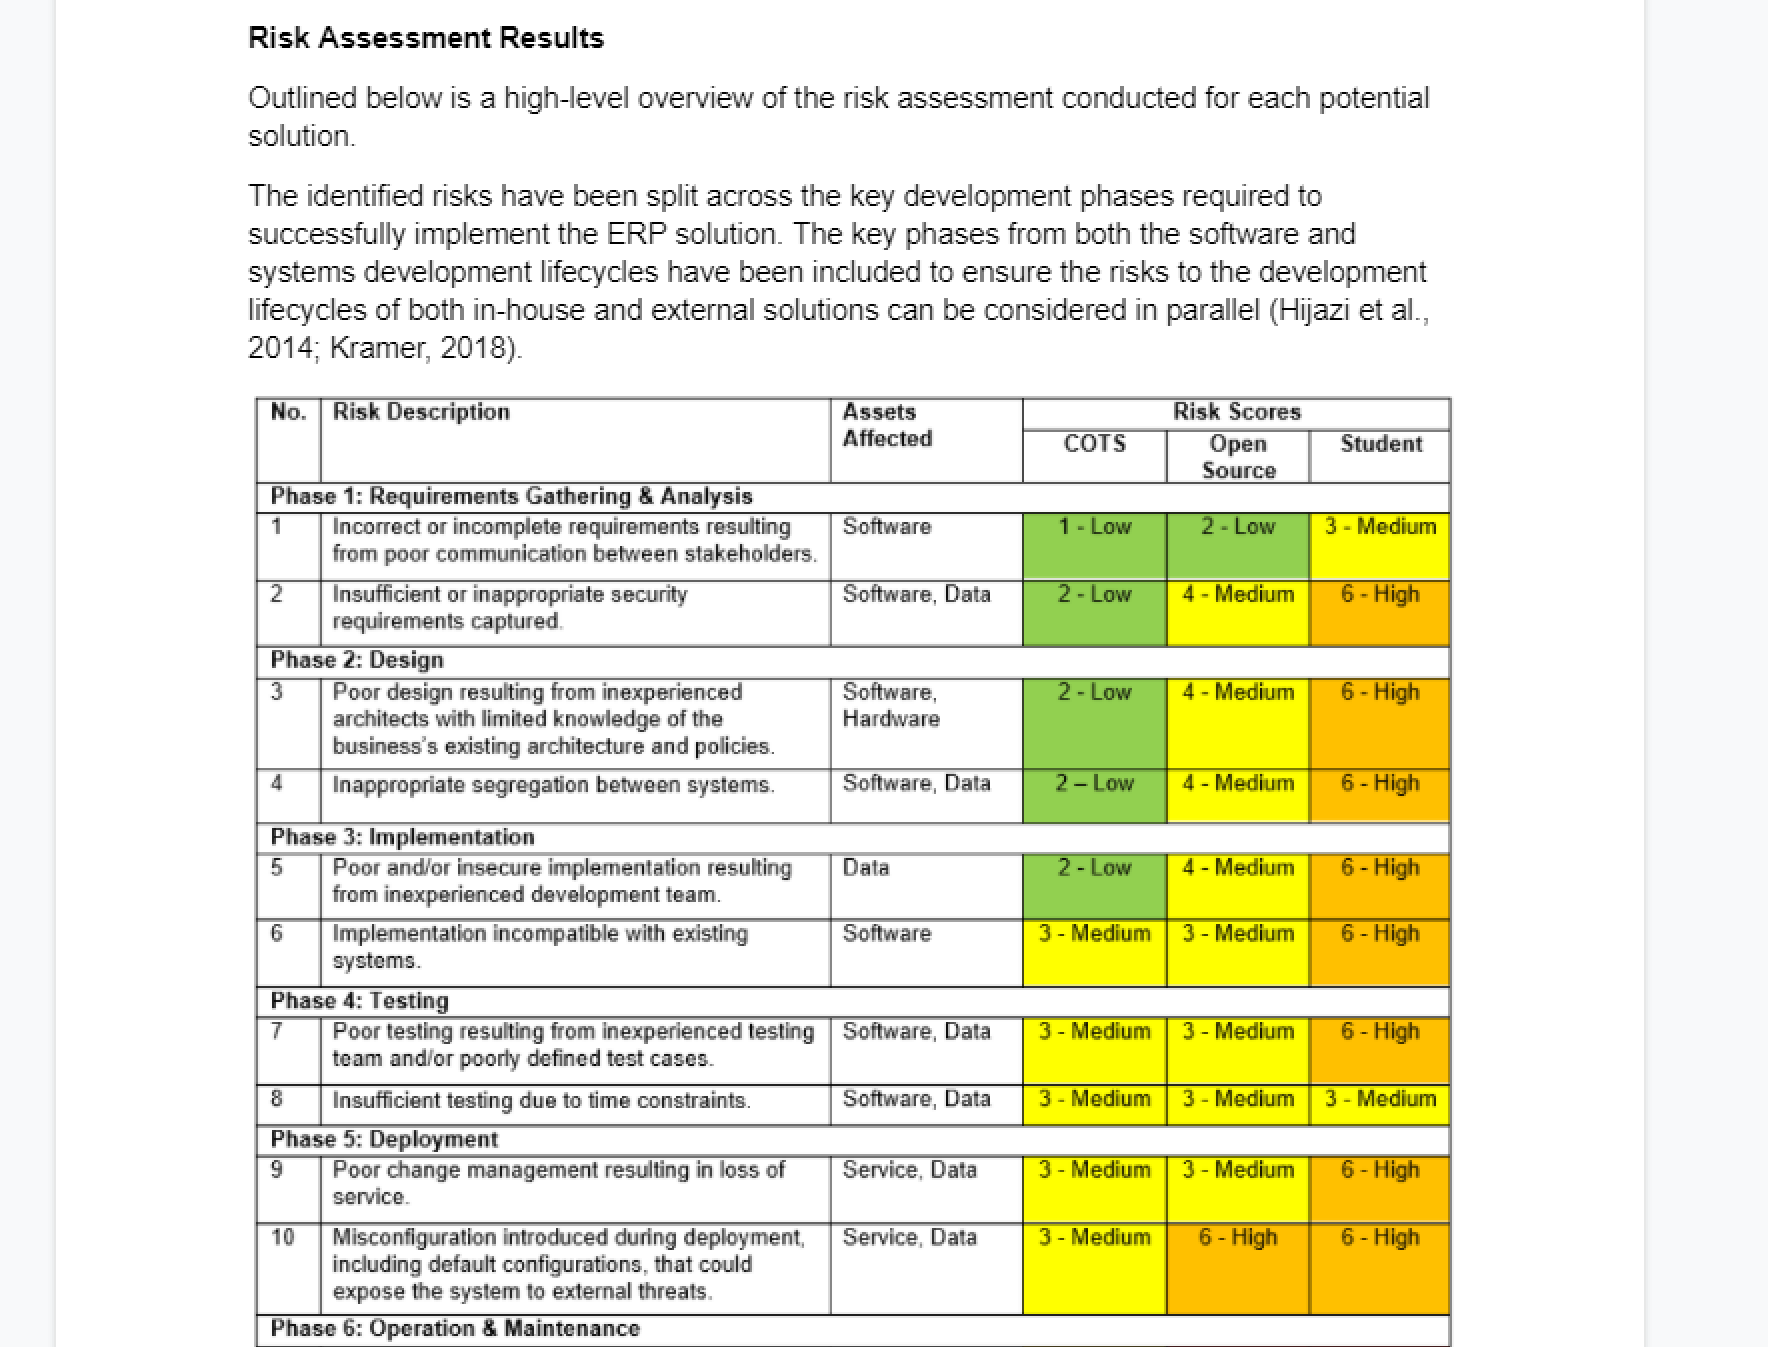 Risk Assessment Results
Outlined below is a high-level overview of the risk assessment conducted for each potential
solution.
The identified risks have been split across the key development phases required to
successfully implement the ERP solution. The key phases from both the software and
systems development lifecycles have been included to ensure the risks to the development
lifecycles of both in-house and external solutions can be considered in parallel (Hijazi et al.,
2014; Kramer, 2018).
No. Risk Description Assets Affected Risk Scores
COTS Open Source Student
Phase 1: Requirements Gathering & Analysis
1 Incorrect or incomplete requirements resulting Software 1 - Low 2 - Low 3 - Medium
from poor communication between stakeholders.
2 Insufficient or inappropriate security Software, Data 2 - Low 4 - Medium 6 - High
requirements captured.
Phase 2: Design
3 Poor design resulting from inexperienced Software, 2 - Low 4 - Medium 6 - High
architects with limited knowledge of the Hardware
business's existing architecture and policies.
4 Inappropriate segregation between systems. Software, Data 2 – Low 4 - Medium 6 - High
Phase 3: Implementation
5 Poor and/or insecure implementation resulting Data 2 - Low 4 - Medium 6 - High
from inexperienced development team.
6 Implementation incompatible with existing Software 3 - Medium 3 - Medium 6 - High
systems.
Phase 4: Testing
7 Poor testing resulting from inexperienced testing Software, Data 3 - Medium 3 - Medium 6 - High
team and/or poorly defined test cases.
8 Insufficient testing due to time constraints. Software, Data 3 - Medium 3 - Medium 3 - Medium
Phase 5: Deployment
9 Poor change management resulting in loss of Service, Data 3 - Medium 3 - Medium 6 - High
service.
10 Misconfiguration introduced during deployment, Service, Data 3 - Medium 6 - High 6 - High
including default configurations, that could
expose the system to external threats.
Phase 6: Operation & Maintenance